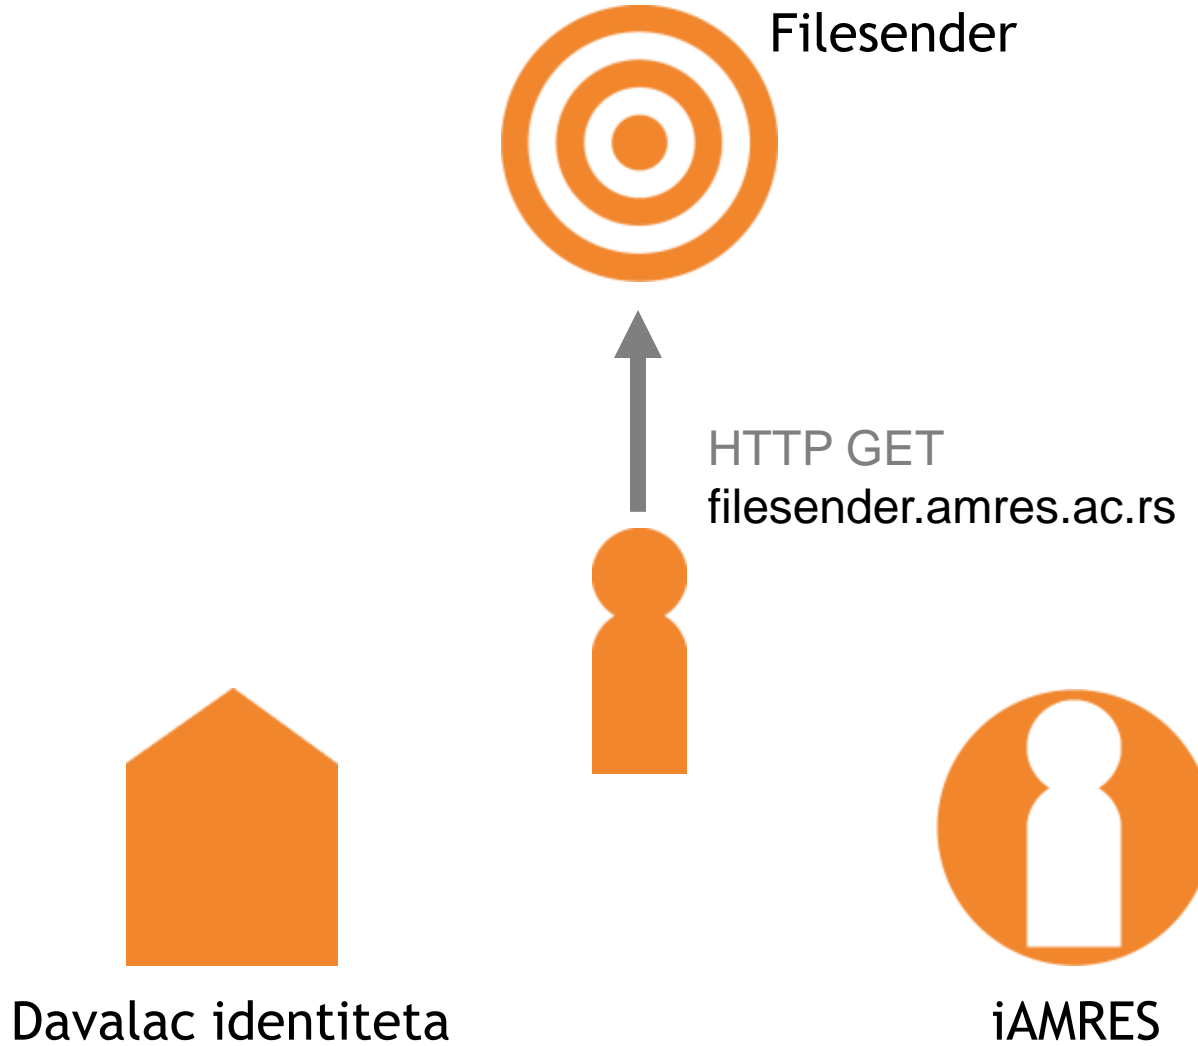 Filesender
HTTP GET
filesender.amres.ac.rs
Davalac identiteta
iAMRES